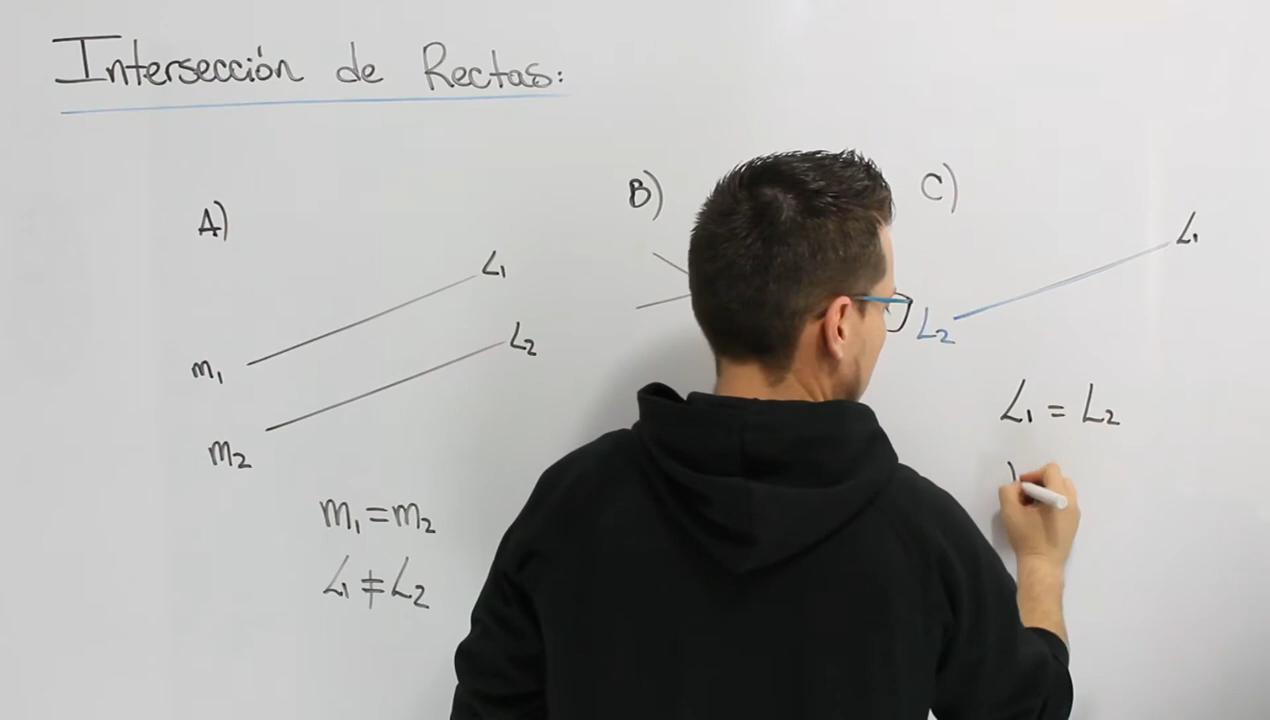 Intersección de Rectas:
A)
L₁
m₁
L₂
m₂
m₁ = m₂
L₁ ≠ L₂
B)
C)
L₁
L₂
L₁ = L₂